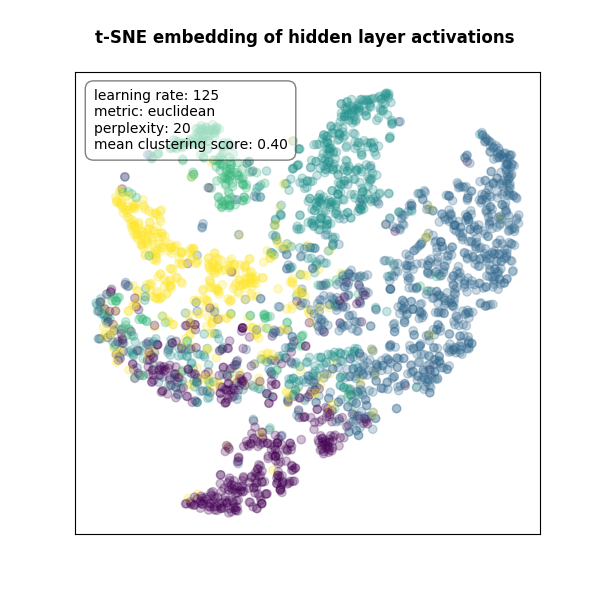 t-SNE embedding of hidden layer activations
learning rate: 125
metric: euclidean
perplexity: 20
mean clustering score: 0.40